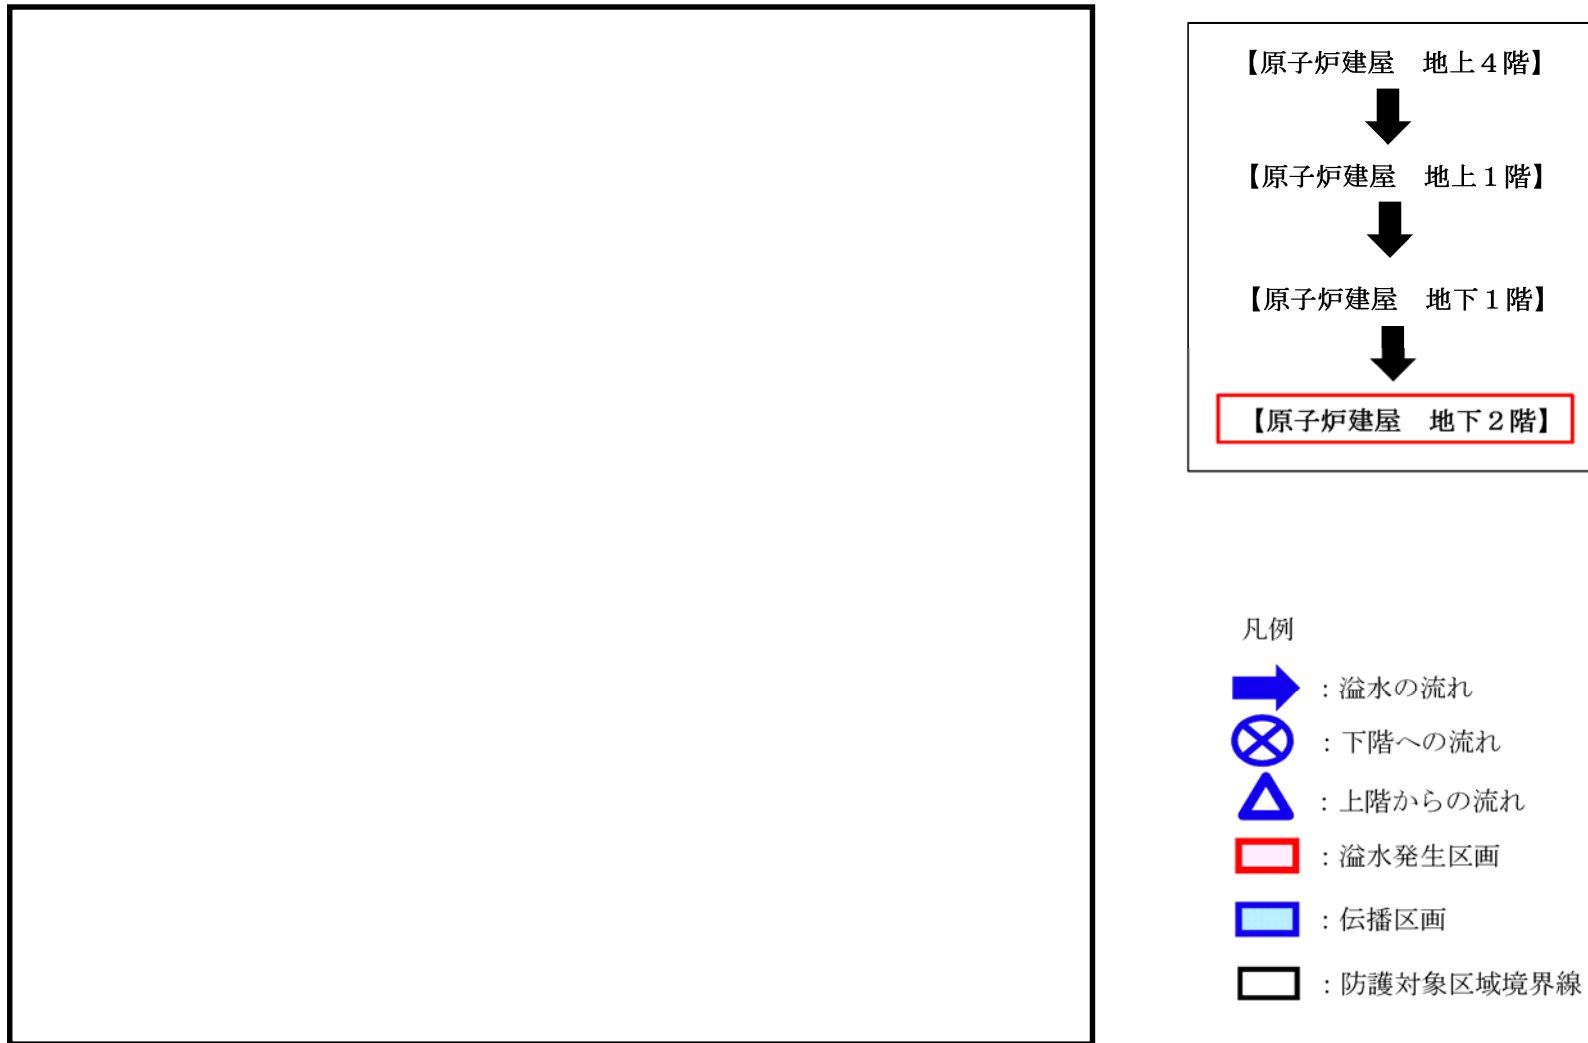 【原子炉建屋　地上４階】
【原子炉建屋　地上１階】
【原子炉建屋　地下１階】
【原子炉建屋　地下２階】
凡例
：溢水の流れ
：下階への流れ
：上階からの流れ
：溢水発生区画
：伝播区画
：防護対象区域境界線